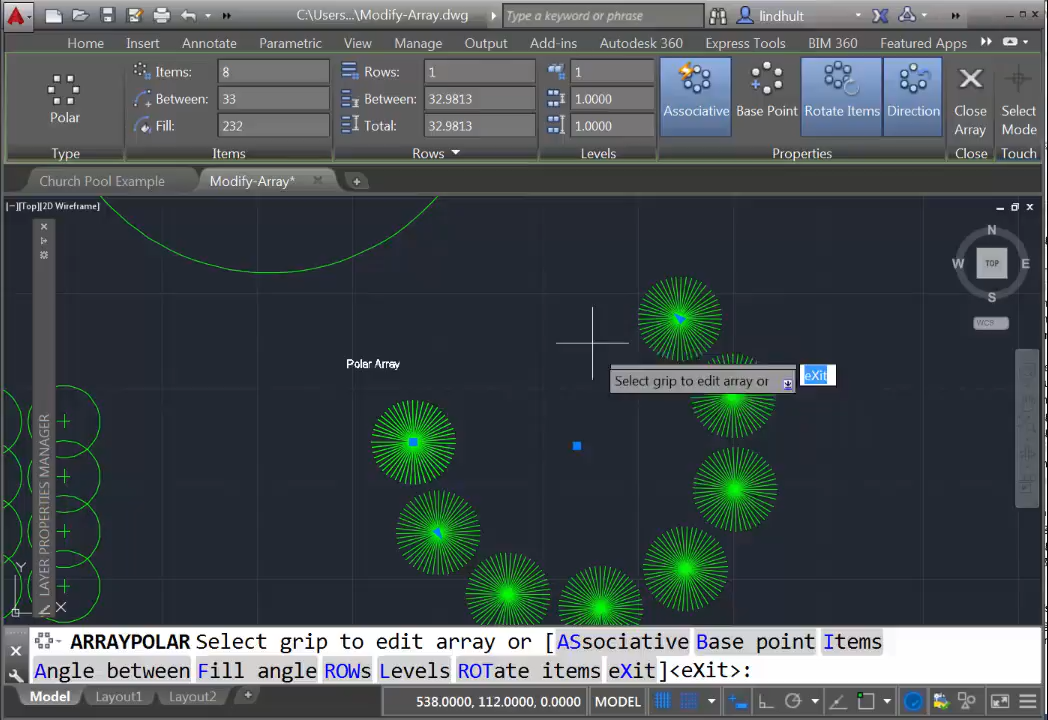 C:\Users...\Modify-Array.dwg Type a keyword or phrase lindhult
Home Insert Annotate Parametric View Manage Output Add-ins Autodesk 360 Express Tools BIM 360 Featured Apps
Polar Items: 8 Rows: 1 1
Between: 33 Between: 32.9813 1.0000
Fill: 232 Total: 32.9813 1.0000
Associative Base Point Rotate Items Direction Close Array Select Mode
Type Items Rows Levels Properties Close Touch
Church Pool Example Modify-Array*
[−][Top][2D Wireframe]
N
W TOP E
S
WCS
Polar Array
Select grip to edit array or eXit
LAYER PROPERTIES MANAGER
Y
X
ARRAYPOLAR Select grip to edit array or [ASsociative Base point Items
Angle between Fill angle ROWs Levels ROTate items eXit]<eXit>:
Model Layout1 Layout2 538.0000, 112.0000, 0.0000 MODEL